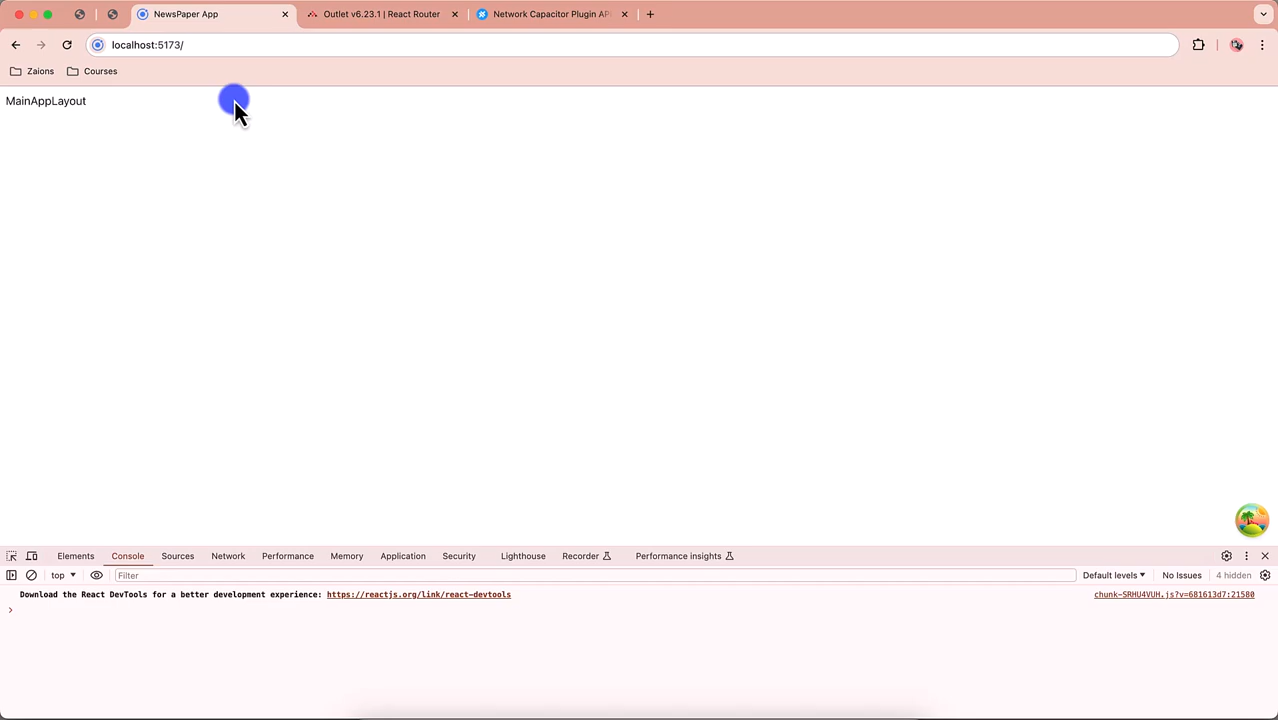 NewsPaper App
Outlet v6.23.1 | React Router
Network Capacitor Plugin API
localhost:5173/
Zaions
Courses
MainAppLayout
Elements
Console
Sources
Network
Performance
Memory
Application
Security
Lighthouse
Recorder
Performance insights
top
Filter
Default levels
No Issues
4 hidden
Download the React DevTools for a better development experience: https://reactjs.org/link/react-devtools
chunk-SRHU4VUH.js?v=681613d7:21580